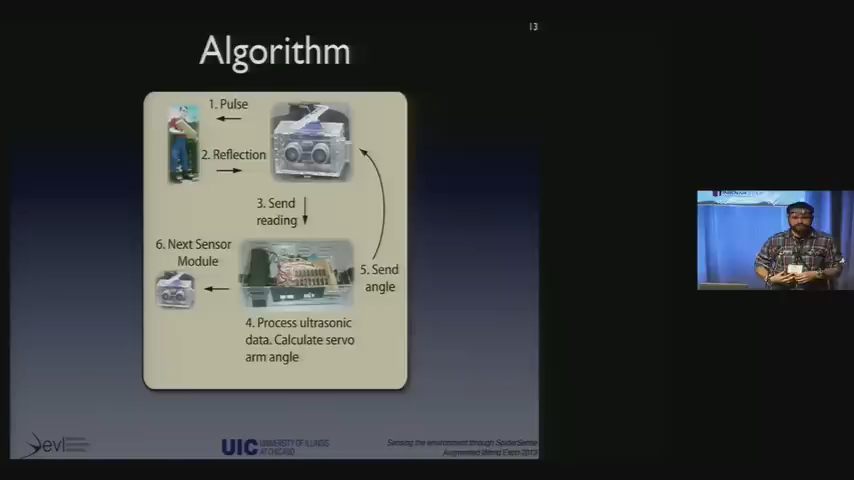 13
Algorithm
1. Pulse
2. Reflection
3. Send
reading
6. Next Sensor
Module
5. Send
angle
4. Process ultrasonic
data. Calculate servo
arm angle
evl
UIC UNIVERSITY OF ILLINOIS
AT CHICAGO
Sensing the environment through SpiderSense
Augmented World Expo 2013